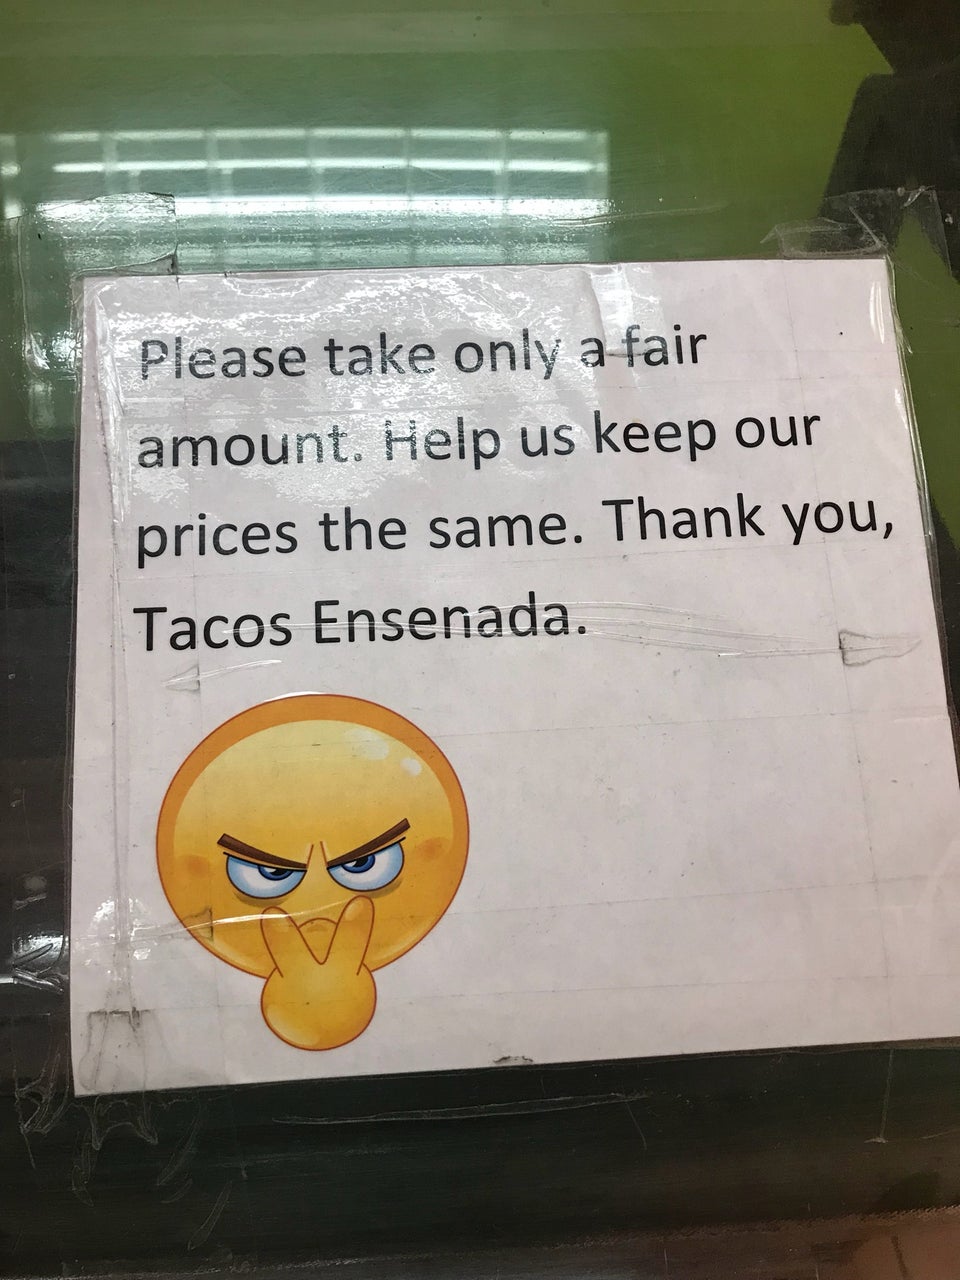 Please take only a fair
amount. Help us keep our
prices the same. Thank you,
Tacos Ensenada.